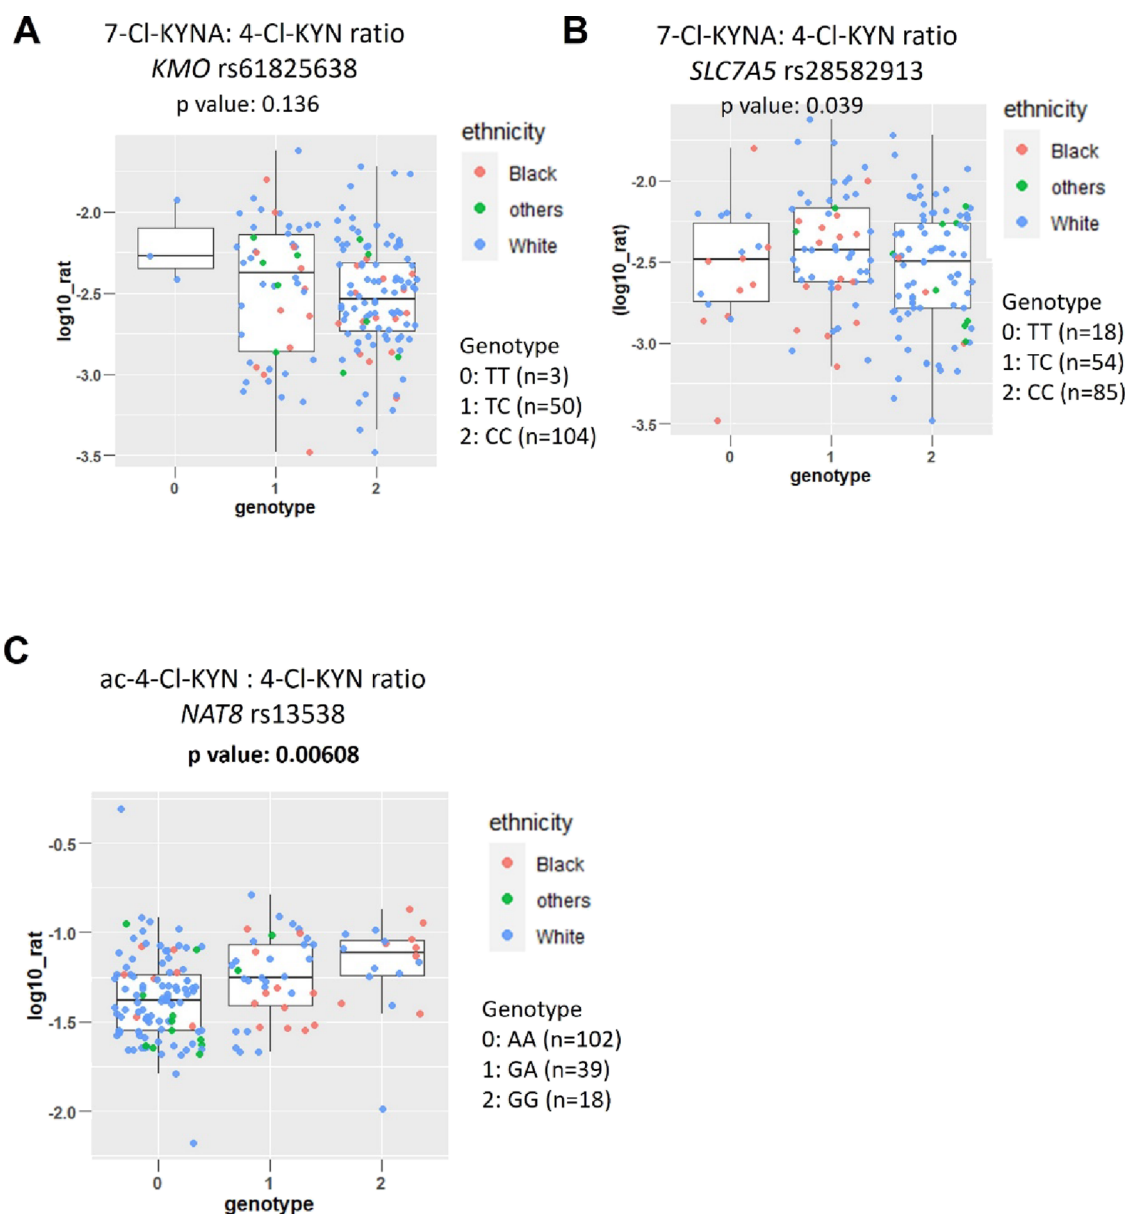 A
7-Cl-KYNA: 4-Cl-KYN ratio
KMO rs61825638
p value: 0.136
ethnicity
Black
others
White
-2.0
-2.5
-3.0
-3.5
log10_rat
0
1
2
genotype
Genotype
0: TT (n=3)
1: TC (n=50)
2: CC (n=104)
B
7-Cl-KYNA: 4-Cl-KYN ratio
SLC7A5 rs28582913
p value: 0.039
ethnicity
Black
others
White
-2.0
-2.5
-3.0
-3.5
(log10_rat)
0
1
2
genotype
Genotype
0: TT (n=18)
1: TC (n=54)
2: CC (n=85)
C
ac-4-Cl-KYN : 4-Cl-KYN ratio
NAT8 rs13538
p value: 0.00608
ethnicity
Black
others
White
-0.5
-1.0
-1.5
-2.0
log10_rat
0
1
2
genotype
Genotype
0: AA (n=102)
1: GA (n=39)
2: GG (n=18)